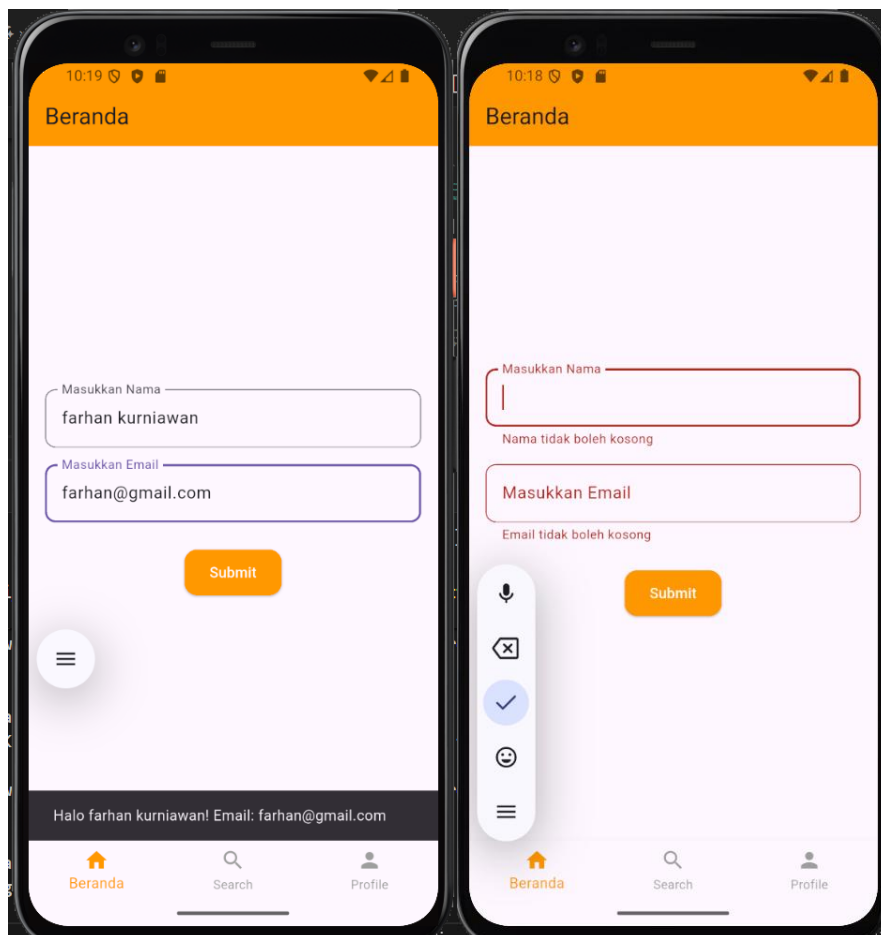 10:19
Beranda
Masukkan Nama
farhan kurniawan
Masukkan Email
farhan@gmail.com
Submit
Halo farhan kurniawan! Email: farhan@gmail.com
Beranda
Search
Profile
10:18
Beranda
Masukkan Nama
Nama tidak boleh kosong
Masukkan Email
Email tidak boleh kosong
Submit
Beranda
Search
Profile